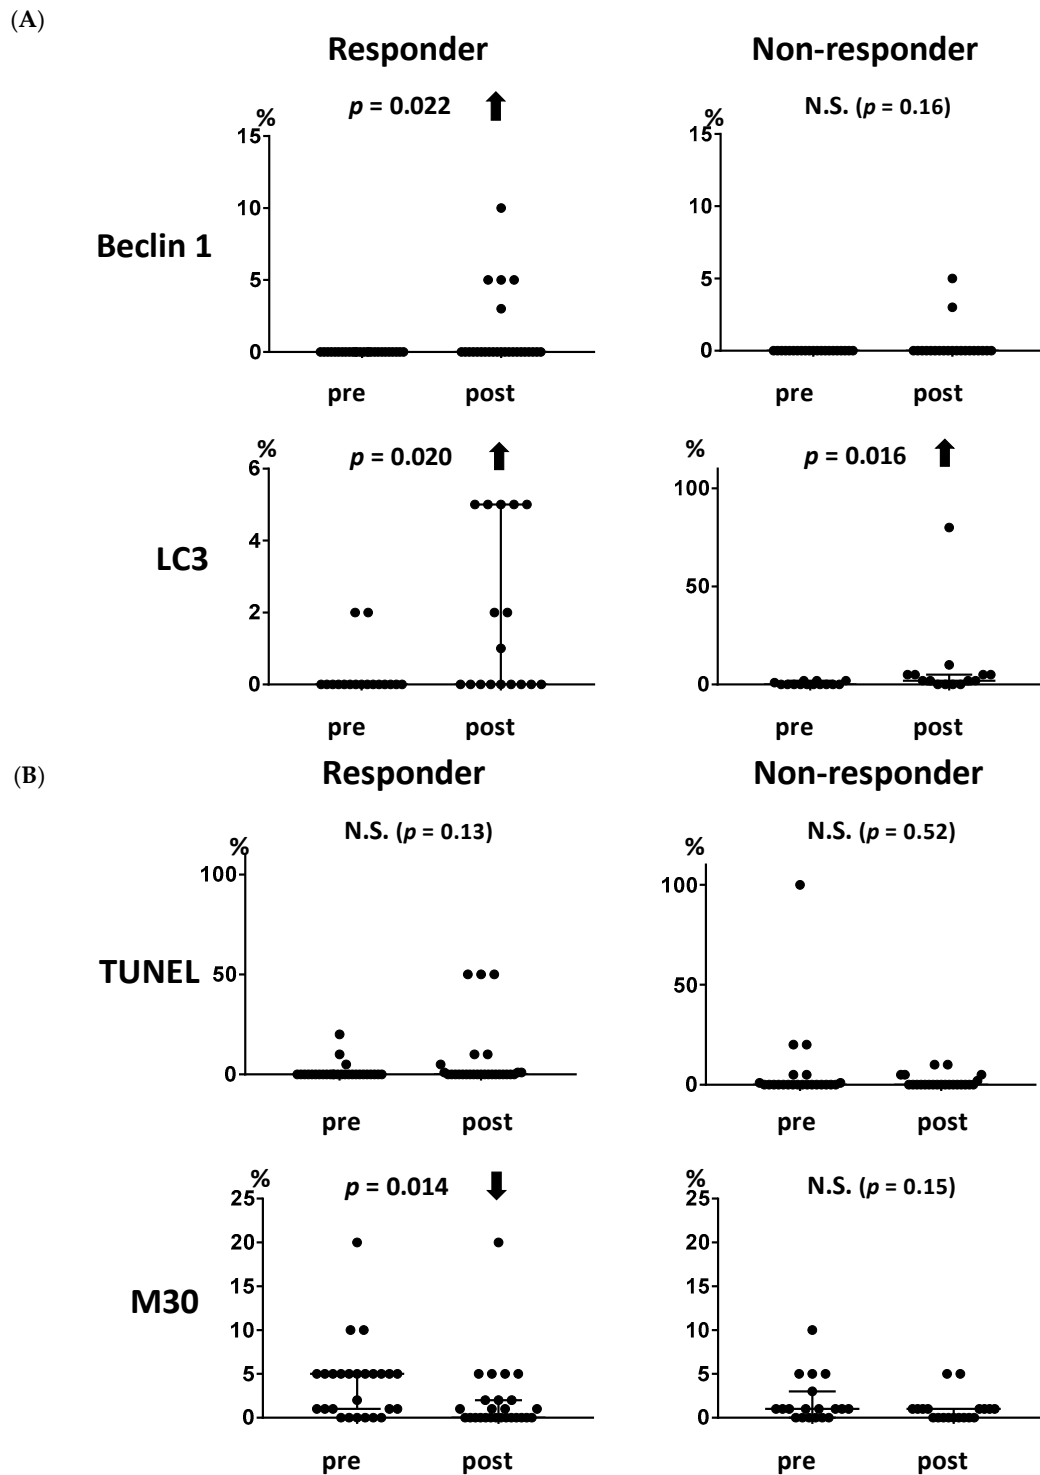 (A)
Responder Non-responder
p = 0.022 N.S. (p = 0.16)
% %
15 15
10 10
Beclin 1
5 5
0 0
pre post pre post
% p = 0.020 % p = 0.016
6 100
4
LC3 50
2
0 0
pre post pre post
(B) Responder Non-responder
N.S. (p = 0.13) N.S. (p = 0.52)
% %
100 100
TUNEL 50 50
0 0
pre post pre post
% p = 0.014 % N.S. (p = 0.15)
25 25
20 20
15 15
M30
10 10
5 5
0 0
pre post pre post